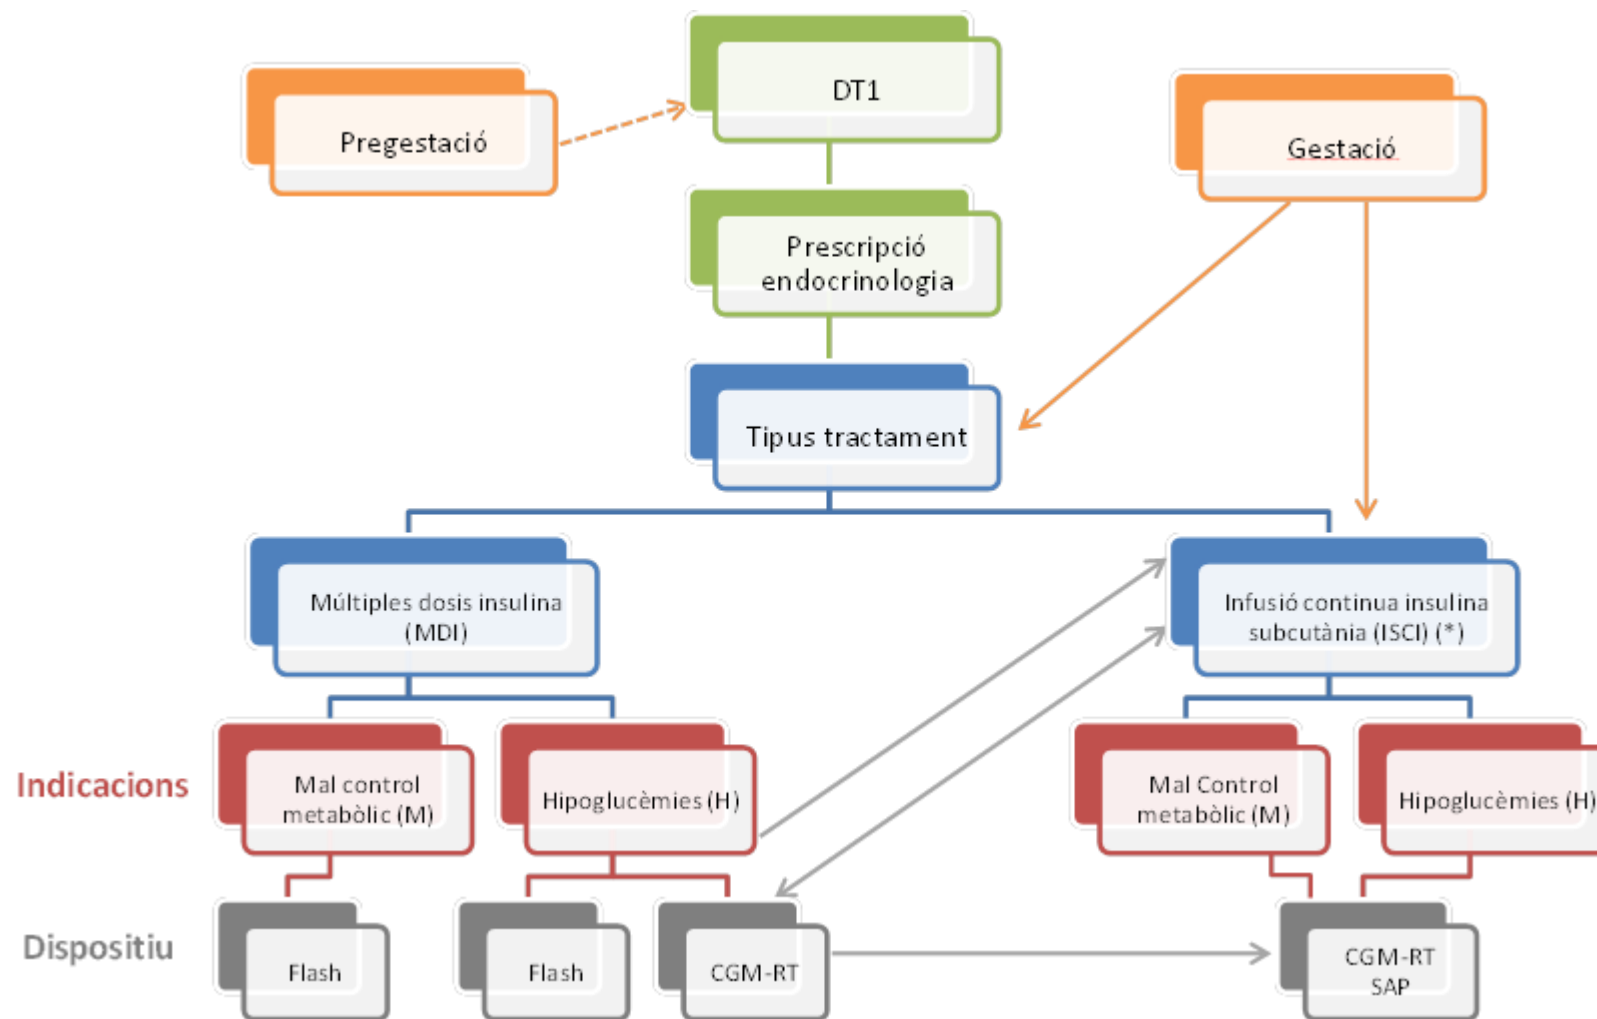 DT1
Pregestació
Gestació
Prescripció
endocrinologia
Tipus tractament
Múltiples dosis insulina
(MDI)
Infusió continua insulina
subcutània (ISCI) (*)
Indicacions
Mal control
metabòlic (M)
Hipoglucèmies (H)
Mal Control
metabòlic (M)
Hipoglucèmies (H)
Dispositiu
Flash
Flash
CGM-RT
CGM-RT
SAP